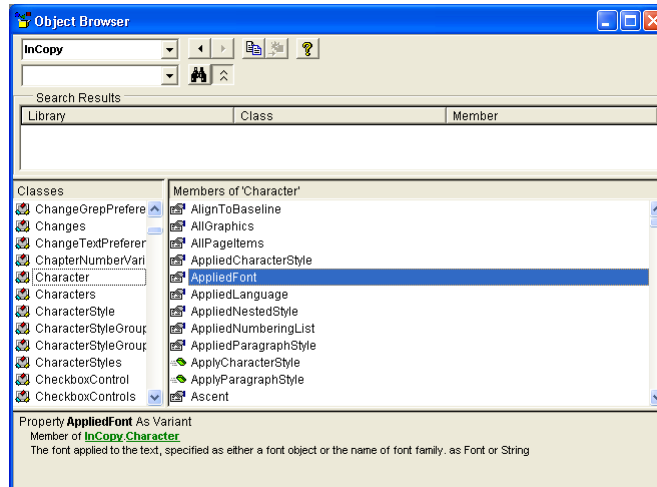 Object Browser
InCopy
Search Results
Library Class Member
Classes
ChangeGrepPrefere
Changes
ChangeTextPreferer
ChapterNumberVari
Character
Characters
CharacterStyle
CharacterStyleGroup
CharacterStyleGroup
CharacterStyles
CheckboxControl
CheckboxControls
Members of 'Character'
AlignToBaseline
AllGraphics
AllPageItems
AppliedCharacterStyle
AppliedFont
AppliedLanguage
AppliedNestedStyle
AppliedNumberingList
AppliedParagraphStyle
ApplyCharacterStyle
ApplyParagraphStyle
Ascent
Property AppliedFont As Variant
Member of InCopy.Character
The font applied to the text, specified as either a font object or the name of font family. as Font or String